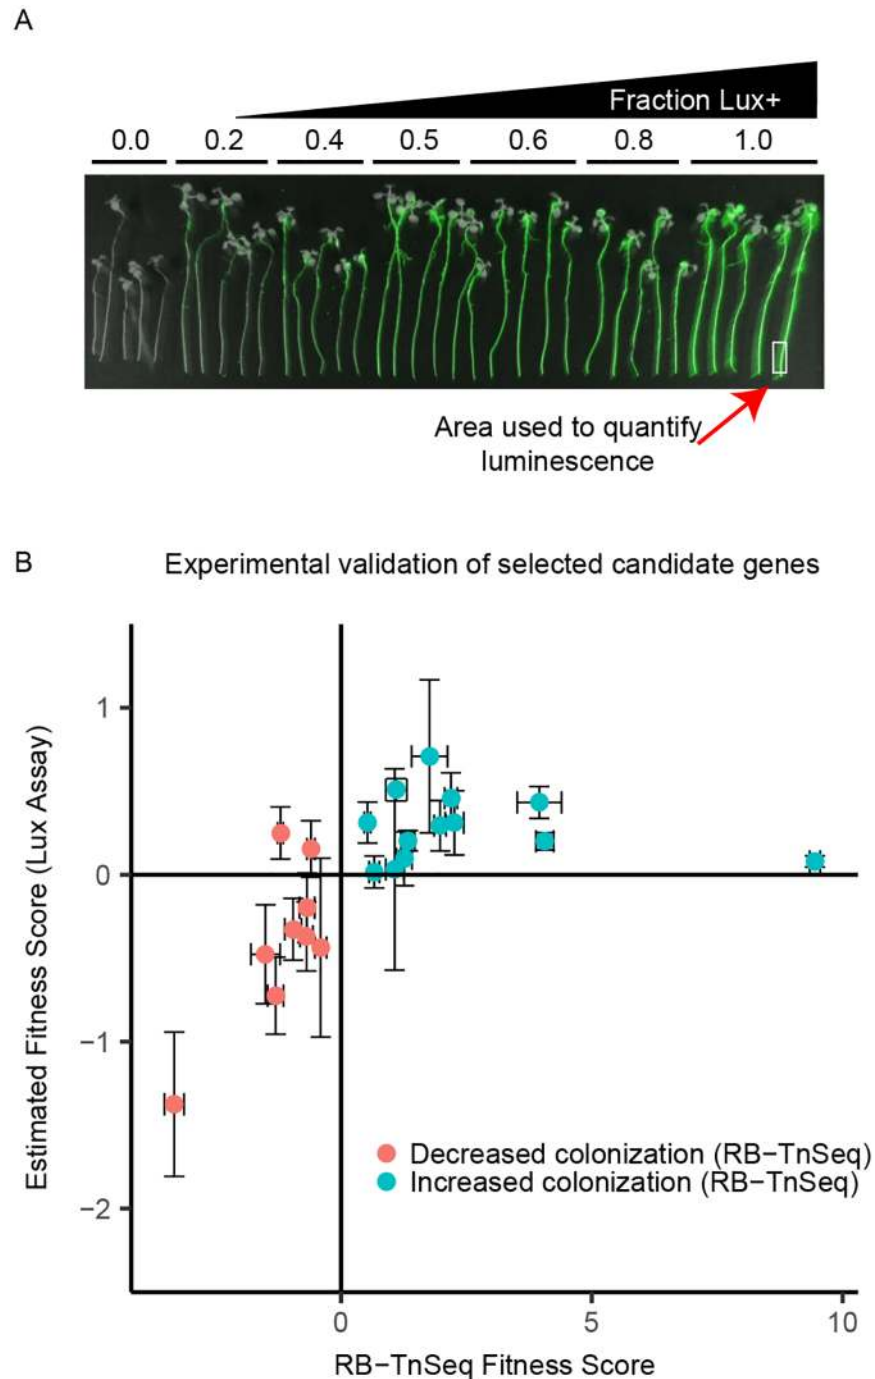 A
Fraction Lux+
0.0 0.2 0.4 0.5 0.6 0.8 1.0
Area used to quantify
luminescence
B Experimental validation of selected candidate genes
Estimated Fitness Score (Lux Assay)
1
0
−1
−2
Decreased colonization (RB−TnSeq)
Increased colonization (RB−TnSeq)
0 5 10
RB−TnSeq Fitness Score